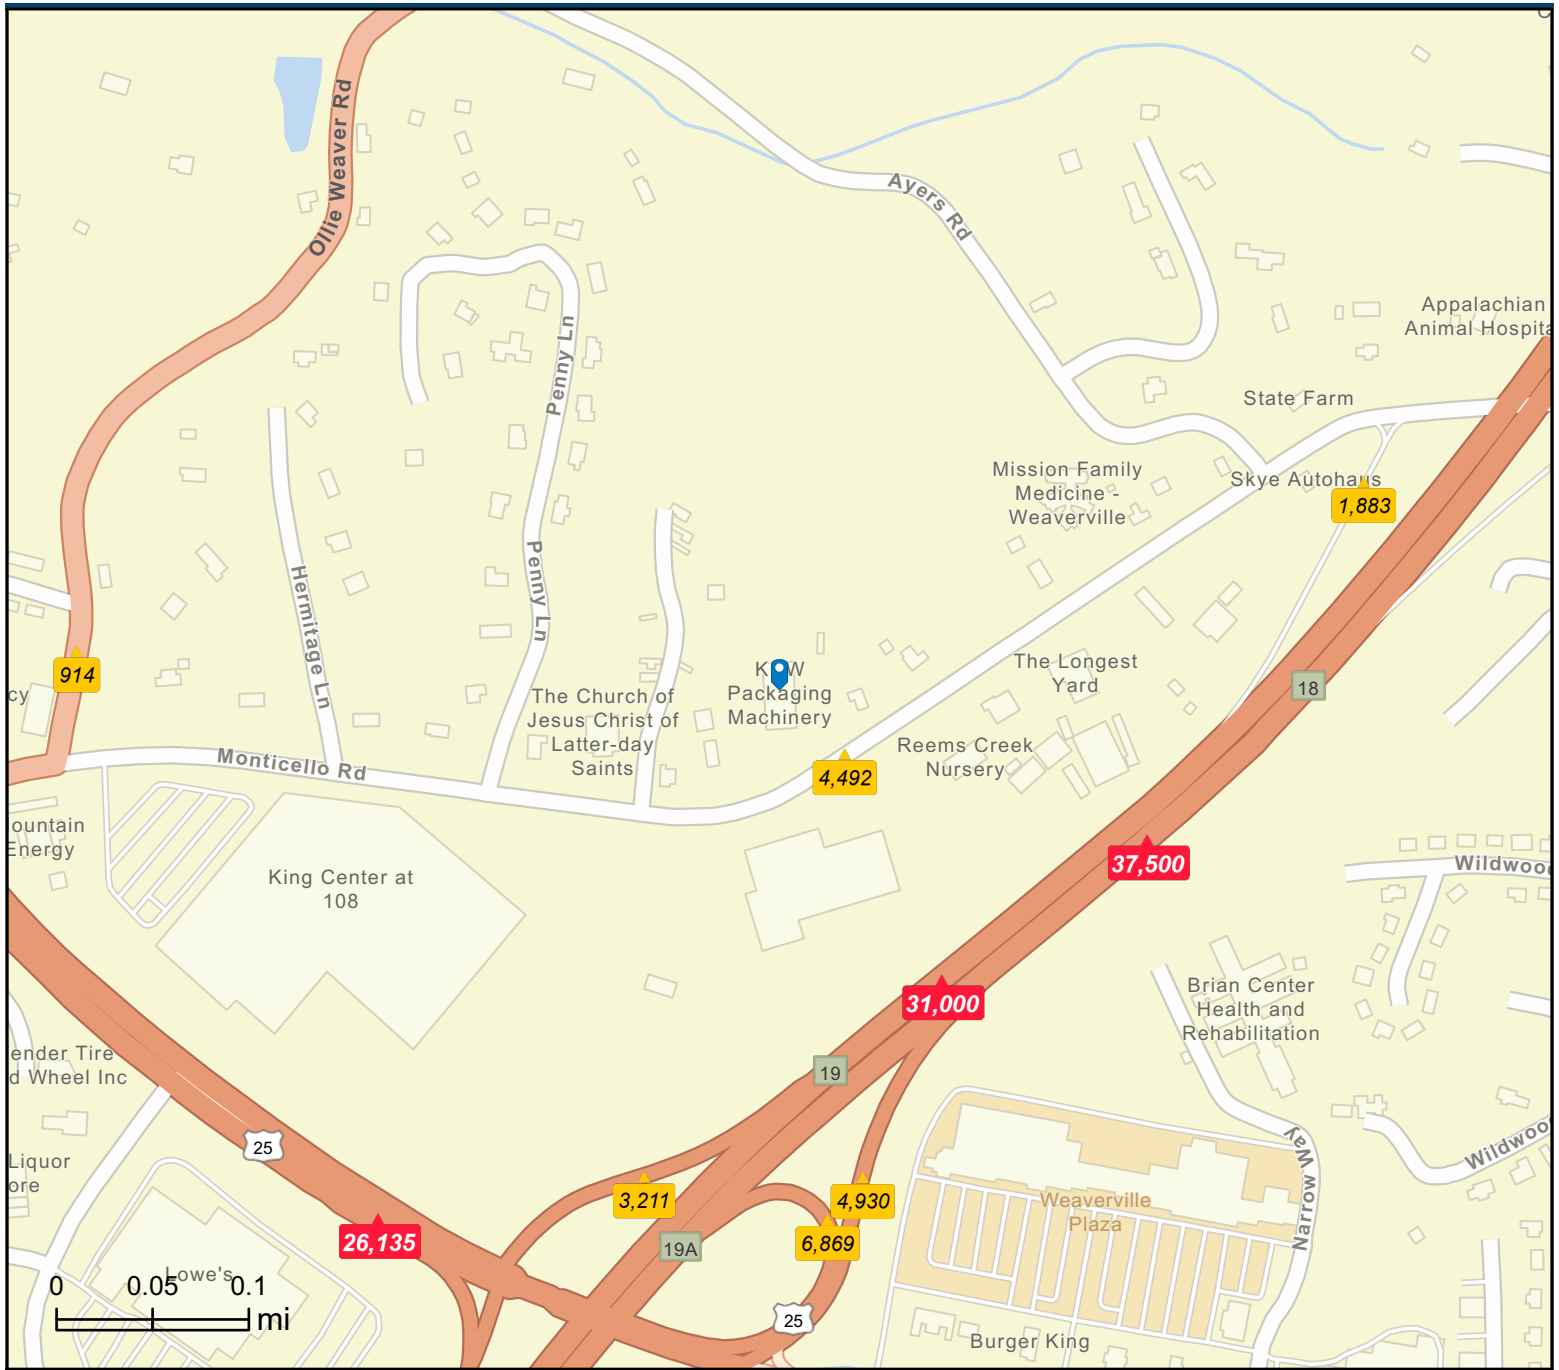 Ollie Weaver Rd
Ayers Rd
Appalachian
Animal Hospita
Penny Ln
State Farm
Mission Family
Medicine -
Weaverville
Skye Autohaus
1,883
Hermitage Ln
Penny Ln
914
cy
The Church of
Jesus Christ of
Latter-day
Saints
Packaging
Machinery
The Longest
Yard
18
Monticello Rd
4,492
Reems Creek
Nursery
ountain
Energy
37,500
Wildwood
King Center at
108
31,000
Brian Center
Health and
Rehabilitation
ender Tire
d Wheel Inc
19
25
Narrow Way
Wildwoo
Liquor
ore
3,211
4,930
Weaverville
Plaza
26,135
19A
6,869
Lowe's
0 0.05 0.1
mi
25
Burger King